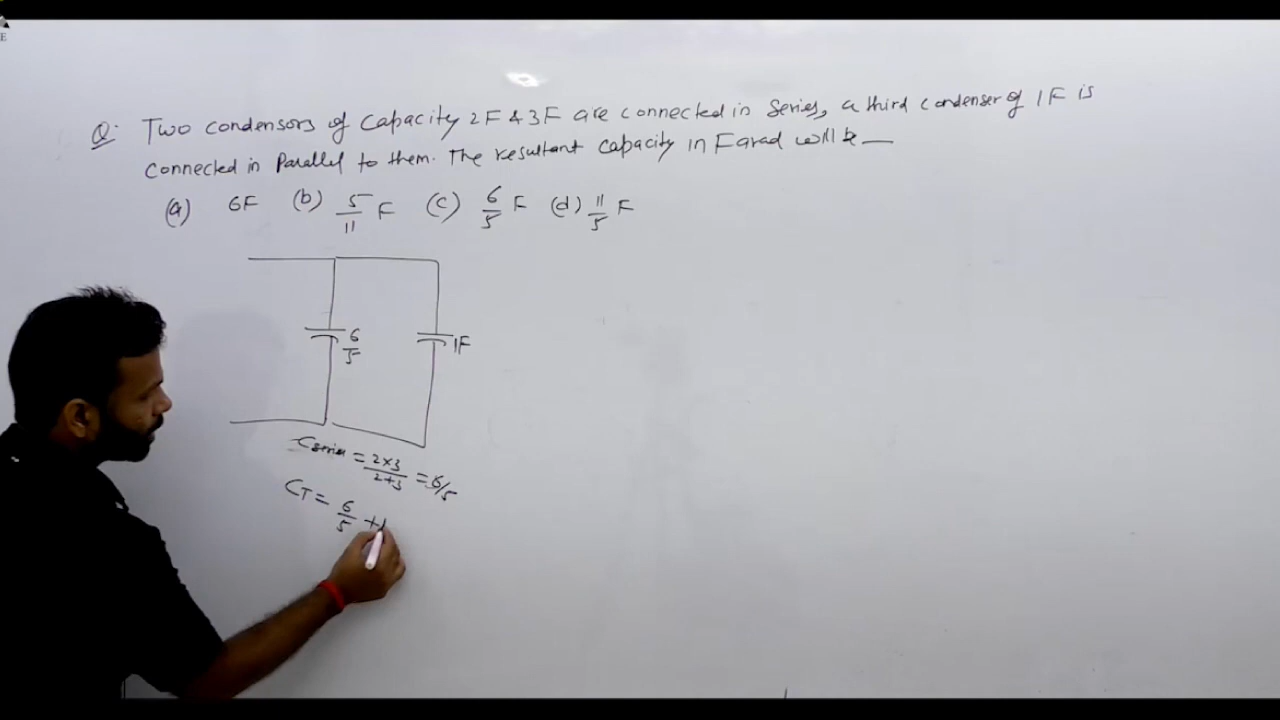 E
Q: Two condensors of capacity 2F & 3F are connected in series, a third condenser of 1F is
connected in parallel to them. The resultant capacity in Farad will be __
(a) 6F (b) 5/11 F (c) 6/5 F (d) 11/5 F
6/5
1F
Cseries = 2×3/2+3 = 6/5
CT = 6/5 + 1